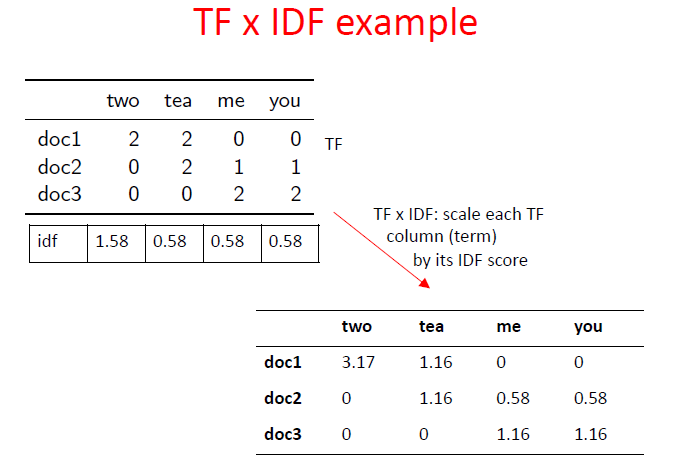 TF x IDF example
two tea me you
doc1 2 2 0 0
TF
doc2 0 2 1 1
doc3 0 0 2 2
idf 1.58 0.58 0.58 0.58
TF x IDF: scale each TF
column (term)
by its IDF score
two tea me you
doc1 3.17 1.16 0 0
doc2 0 1.16 0.58 0.58
doc3 0 0 1.16 1.16